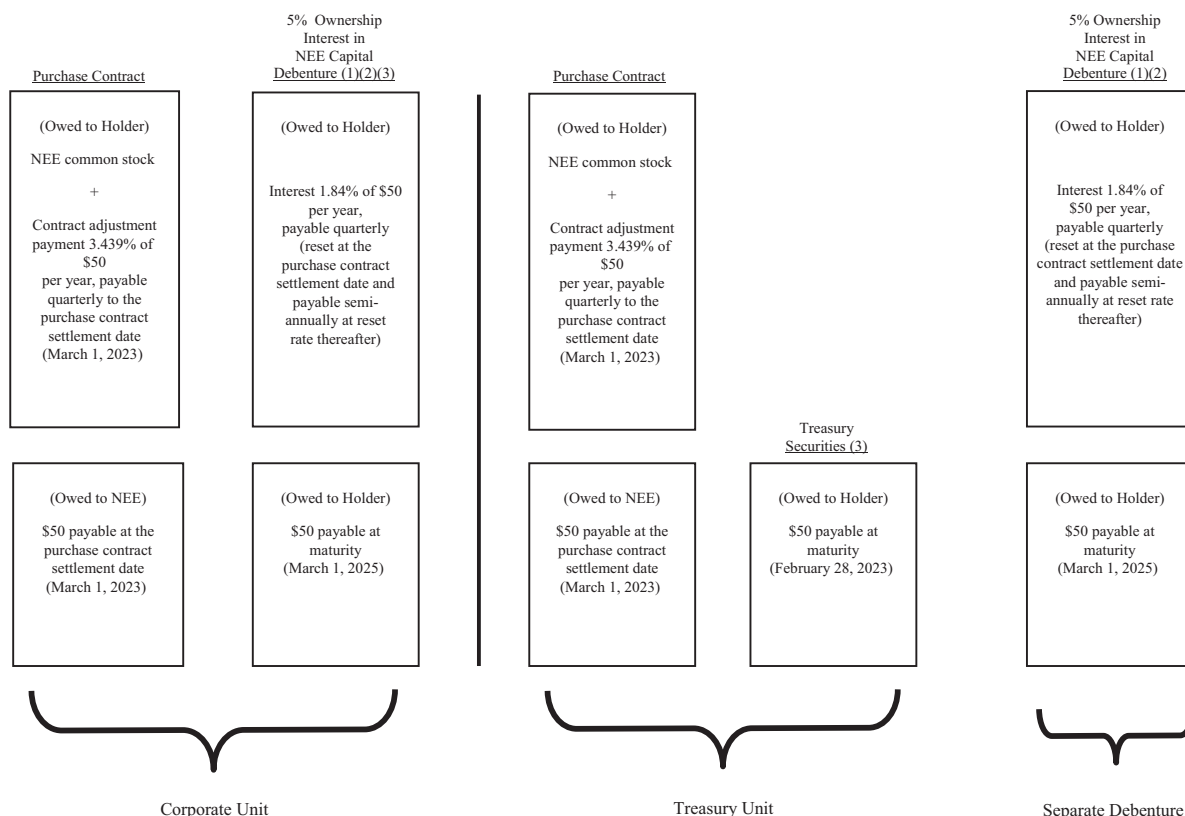 Purchase Contract
(Owed to Holder)
NEE common stock
+
Contract adjustment
payment 3.439% of
$50
per year, payable
quarterly to the
purchase contract
settlement date
(March 1, 2023)
(Owed to NEE)
$50 payable at the
purchase contract
settlement date
(March 1, 2023)
5% Ownership
Interest in
NEE Capital
Debenture (1)(2)(3)
(Owed to Holder)
Interest 1.84% of $50
per year,
payable quarterly
(reset at the
purchase contract
settlement date and
payable semi-
annually at reset
rate thereafter)
(Owed to Holder)
$50 payable at
maturity
(March 1, 2025)
Corporate Unit
Purchase Contract
(Owed to Holder)
NEE common stock
+
Contract adjustment
payment 3.439% of
$50
per year, payable
quarterly to the
purchase contract
settlement date
(March 1, 2023)
(Owed to NEE)
$50 payable at the
purchase contract
settlement date
(March 1, 2023)
Treasury
Securities (3)
(Owed to Holder)
$50 payable at
maturity
(February 28, 2023)
Treasury Unit
5% Ownership
Interest in
NEE Capital
Debenture (1)(2)
(Owed to Holder)
Interest 1.84% of
$50 per year,
payable quarterly
(reset at the purchase
contract settlement date
and payable semi-
annually at reset rate
thereafter)
(Owed to Holder)
$50 payable at
maturity
(March 1, 2025)
Separate Debenture